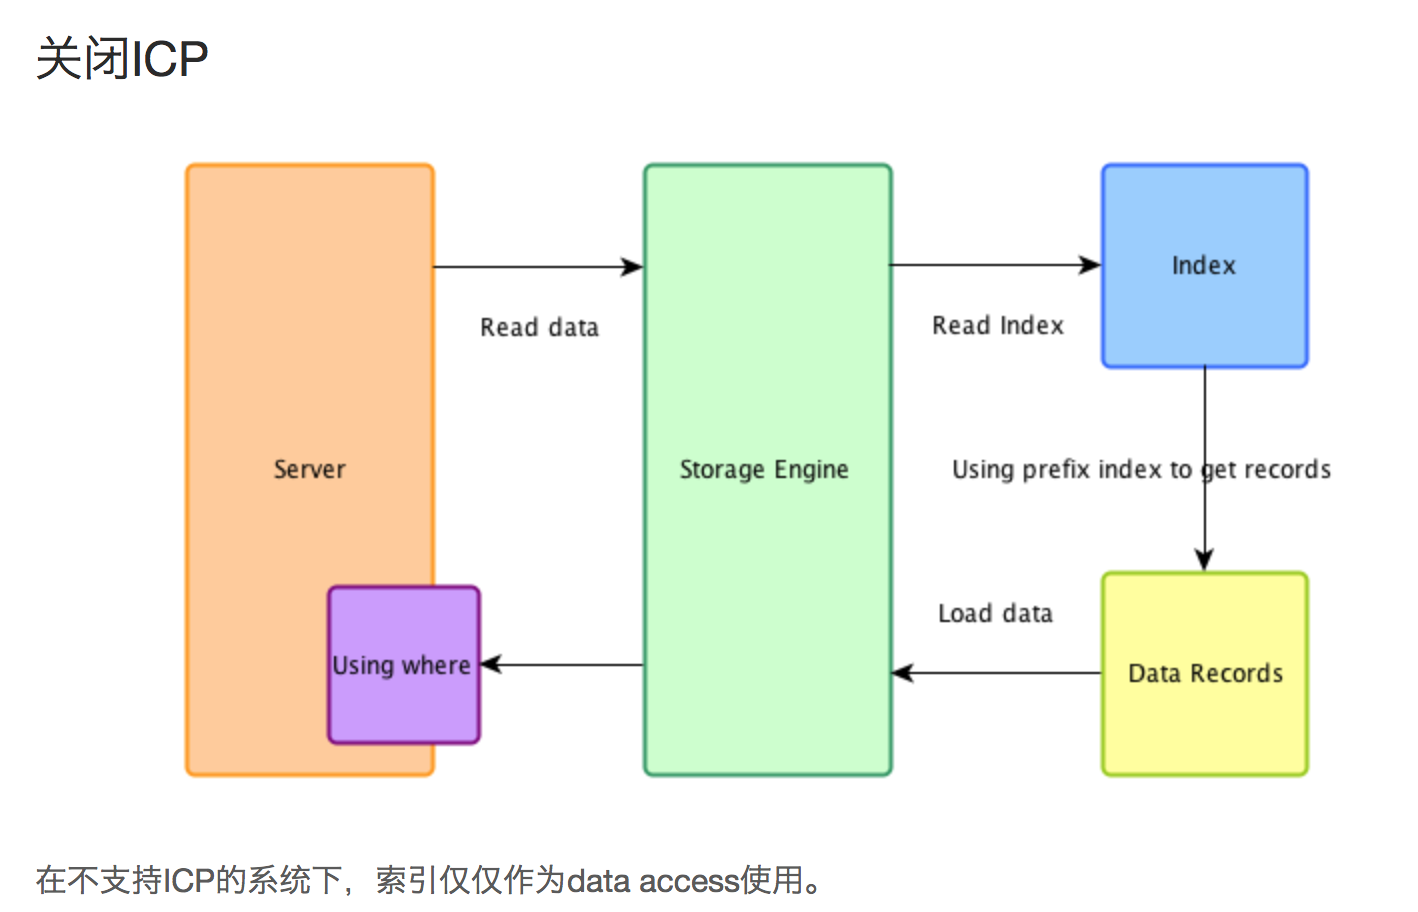 关闭ICP
Index
Read data
Read Index
Server
Storage Engine
Using prefix index to get records
Load data
Using where
Data Records
在不支持ICP的系统下，索引仅仅作为data access使用。